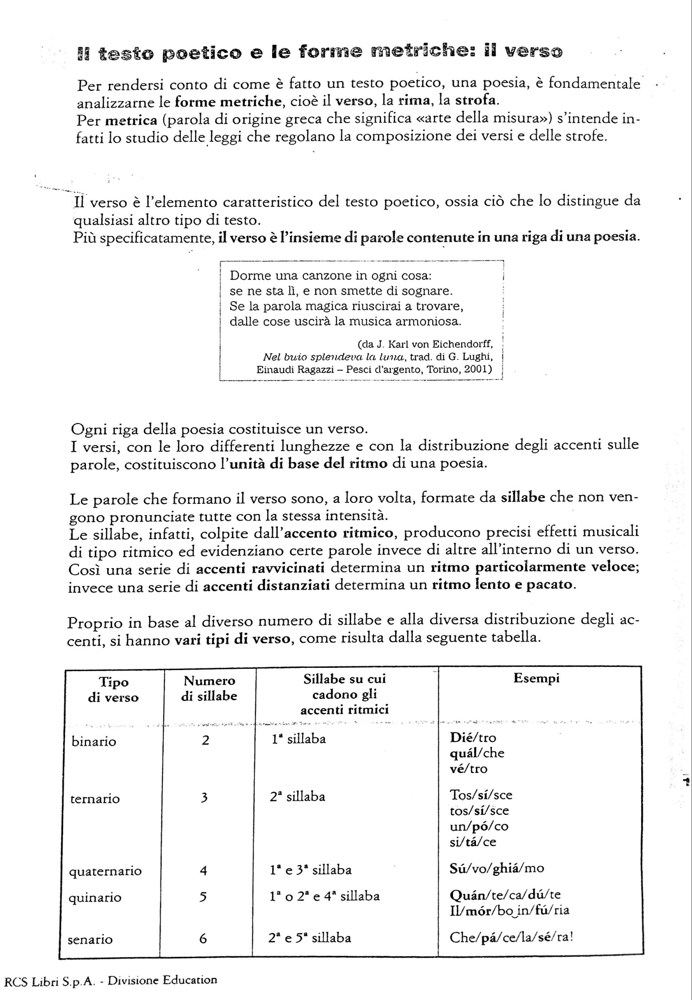 Il testo poetico e le forme metriche: il verso
Per rendersi conto di come è fatto un testo poetico, una poesia, è fondamentale
analizzarne le forme metriche, cioè il verso, la rima, la strofa.
Per metrica (parola di origine greca che significa «arte della misura») s'intende in-
fatti lo studio delle leggi che regolano la composizione dei versi e delle strofe.
Il verso è l'elemento caratteristico del testo poetico, ossia ciò che lo distingue da
qualsiasi altro tipo di testo.
Più specificatamente, il verso è l'insieme di parole contenute in una riga di una poesia.
Dorme una canzone in ogni cosa:
se ne sta lì, e non smette di sognare.
Se la parola magica riuscirai a trovare,
dalle cose uscirà la musica armoniosa.
(da J. Karl von Eichendorff,
Nel buio splendeva la luna, trad. di G. Lughi,
Einaudi Ragazzi – Pesci d'argento, Torino, 2001)
Ogni riga della poesia costituisce un verso.
I versi, con le loro differenti lunghezze e con la distribuzione degli accenti sulle
parole, costituiscono l'unità di base del ritmo di una poesia.
Le parole che formano il verso sono, a loro volta, formate da sillabe che non ven-
gono pronunciate tutte con la stessa intensità.
Le sillabe, infatti, colpite dall'accento ritmico, producono precisi effetti musicali
di tipo ritmico ed evidenziano certe parole invece di altre all'interno di un verso.
Così una serie di accenti ravvicinati determina un ritmo particolarmente veloce;
invece una serie di accenti distanziati determina un ritmo lento e pacato.
Proprio in base al diverso numero di sillabe e alla diversa distribuzione degli ac-
centi, si hanno vari tipi di verso, come risulta dalla seguente tabella.
Tipo
di verso
Numero
di sillabe
Sillabe su cui
cadono gli
accenti ritmici
Esempi
binario
2
1ª sillaba
Dié/tro
quál/che
vé/tro
ternario
3
2ª sillaba
Tos/sí/sce
tos/sí/sce
un/pó/co
si/tá/ce
quaternario
4
1ª e 3ª sillaba
Sú/vo/ghiá/mo
quinario
5
1ª o 2ª e 4ª sillaba
Quán/te/ca/dú/te
Il/mór/bo‿in/fú/ria
senario
6
2ª e 5ª sillaba
Che/pá/ce/la/sé/ra!
RCS Libri S.p.A. - Divisione Education